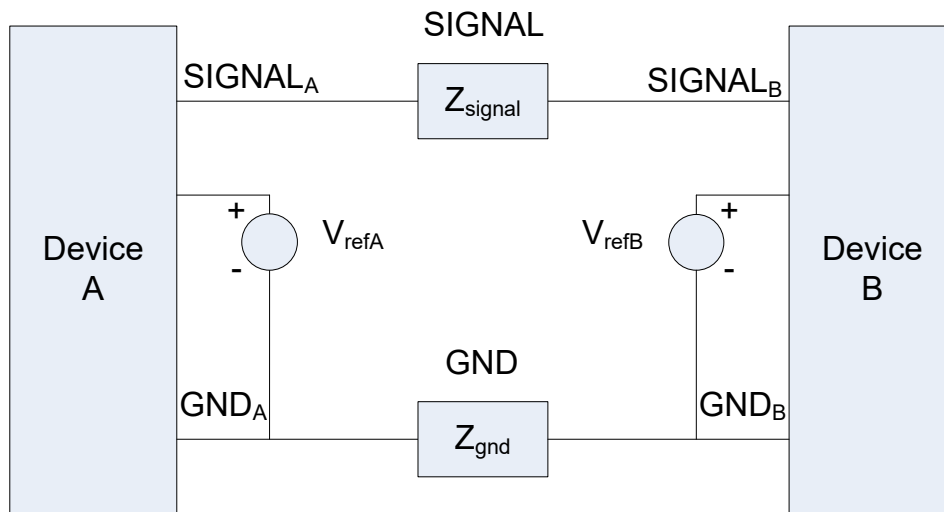 SIGNAL
SIGNALA
SIGNALB
Zsignal
+
+
VrefA
VrefB
Device
A
-
-
Device
B
GND
GNDA
GNDB
Zgnd